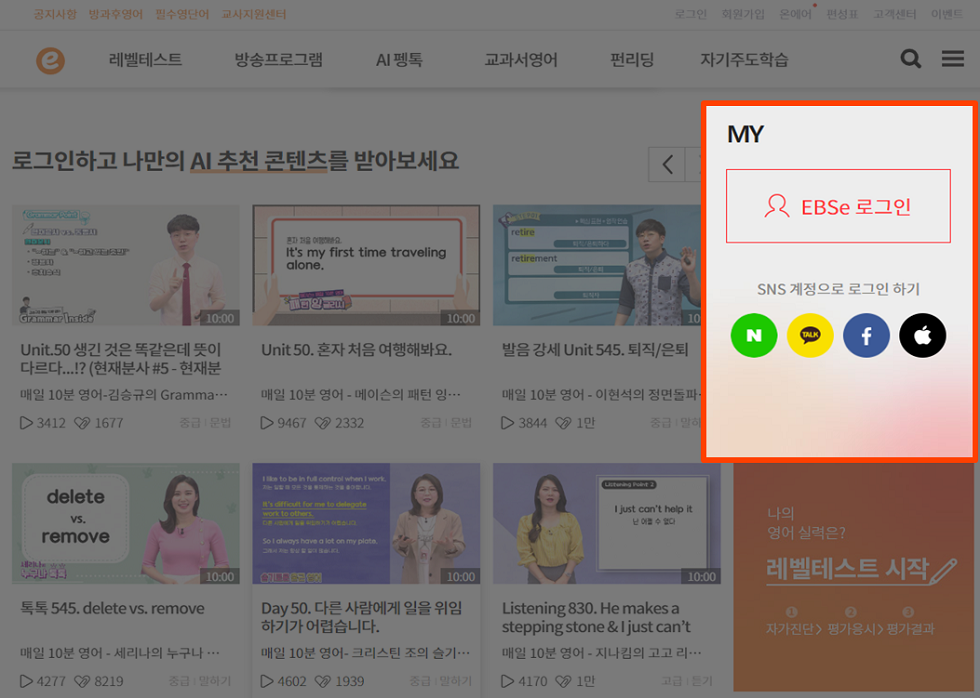 공지사항 방과후영어 필수영단어 교사지원센터
로그인 회원가입 온에어 편성표 고객센터 이벤트
e 레벨테스트 방송프로그램 AI 펭톡 교과서영어 펀리딩 자기주도학습
로그인하고 나만의 AI 추천 콘텐츠를 받아보세요
MY
EBSe 로그인
SNS 계정으로 로그인 하기
N TALK f
Grammar Point
Grammar Inside
10:00
Unit.50 생긴 것은 똑같은데 뜻이
다르다...!? (현재분사 #5 - 현재분
매일 10분 영어-김승규의 Gramma···
3412 1677 중급 | 문법
혼자 처음 여행해봐요.
It's my first time traveling
alone.
10:00
Unit 50. 혼자 처음 여행해봐요.
매일 10분 영어 - 메이스의 패턴 잉···
9467 2332 중급 | 문법
retire
retirement
10
발음 강세 Unit 545. 퇴직/은퇴
매일 10분 영어 - 이현석의 정면돌파
3844 1만 중급 | 말하
delete
vs.
remove
10:00
톡톡 545. delete vs. remove
매일 10분 영어 - 세리나의 누구나 ···
4277 8219 중급 | 말하기
I like to be in full control when I work.
It's difficult for me to delegate
work to others.
So I always have a lot on my plate.
10:00
Day 50. 다른 사람에게 일을 위임
하기가 어렵습니다.
매일 10분 영어- 크리스틴 조의 슬기···
4602 1939 중급 | 말하기
Listening Point 2
I just can't help it
난 어쩔 수 없다
10:00
Listening 830. He makes a
stepping stone & I just can't
매일 10분 영어 - 지나킴의 고고 리···
4170 1만 고급 | 듣기
나의
영어 실력은?
레벨테스트 시작
1 2 3
자가진단 > 평가응시 > 평가결과